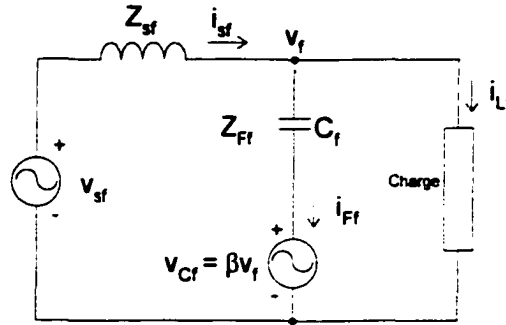 Z_sf
i_sf
v_f
i_L
Z_Ff
C_f
Charge
+
v_sf
-
i_Ff
+
v_Cf = βv_f
-